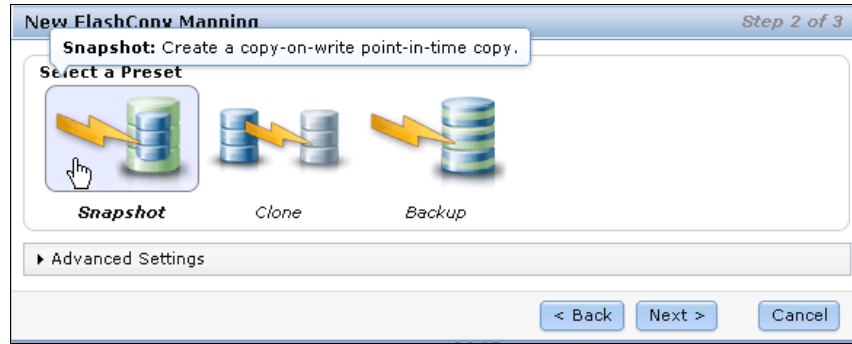 New FlashCopy Mapping
Step 2 of 3
Snapshot: Create a copy-on-write point-in-time copy.
Select a Preset
Snapshot
Clone
Backup
Advanced Settings
< Back
Next >
Cancel